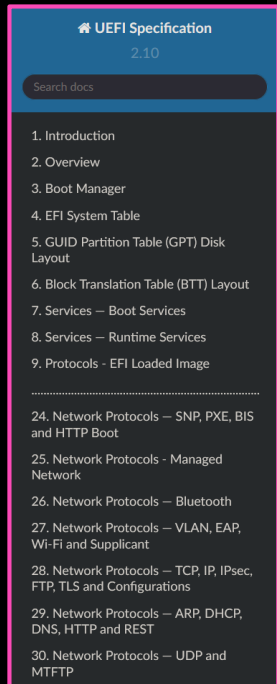 UEFI Specification
2.10
Search docs
1. Introduction
2. Overview
3. Boot Manager
4. EFI System Table
5. GUID Partition Table (GPT) Disk
Layout
6. Block Translation Table (BTT) Layout
7. Services — Boot Services
8. Services — Runtime Services
9. Protocols - EFI Loaded Image
24. Network Protocols — SNP, PXE, BIS
and HTTP Boot
25. Network Protocols - Managed
Network
26. Network Protocols — Bluetooth
27. Network Protocols — VLAN, EAP,
Wi-Fi and Supplicant
28. Network Protocols — TCP, IP, IPsec,
FTP, TLS and Configurations
29. Network Protocols — ARP, DHCP,
DNS, HTTP and REST
30. Network Protocols — UDP and
MTFTP